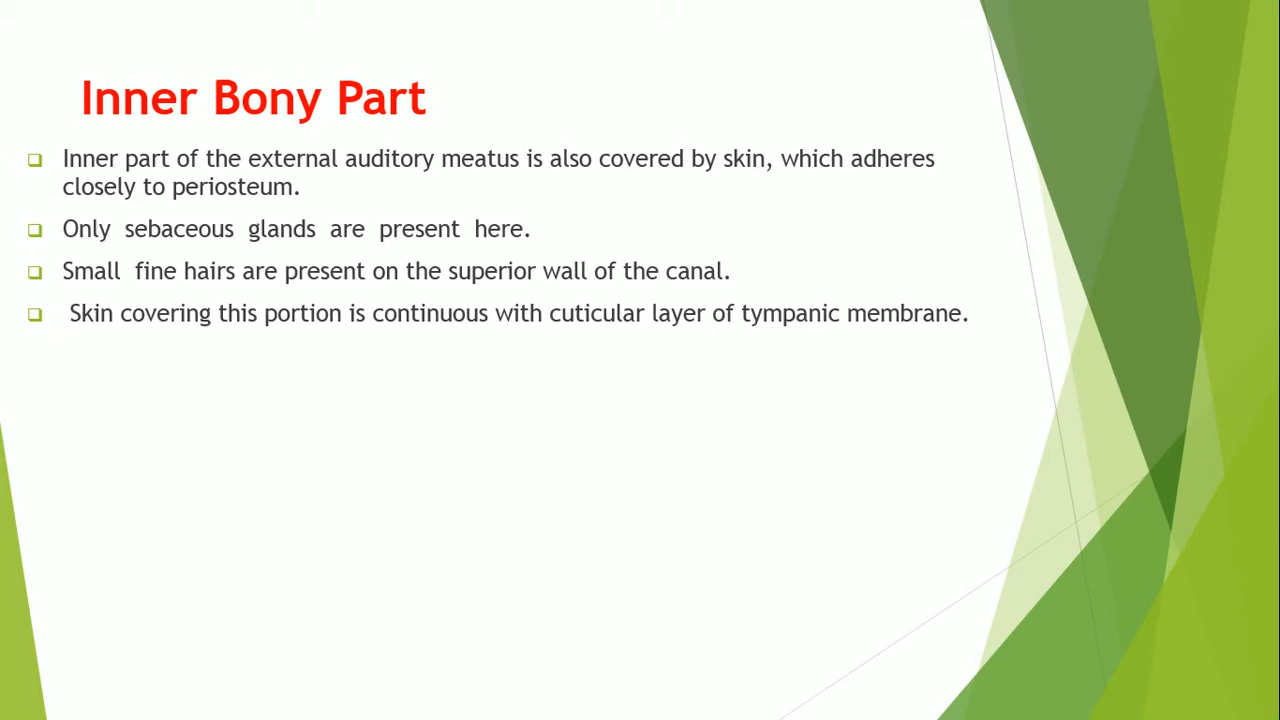 Inner Bony Part
Inner part of the external auditory meatus is also covered by skin, which adheres
closely to periosteum.
Only sebaceous glands are present here.
Small fine hairs are present on the superior wall of the canal.
Skin covering this portion is continuous with cuticular layer of tympanic membrane.